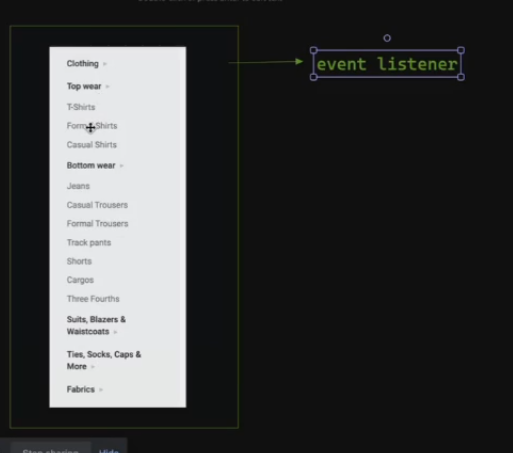 Clothing >
event listener
Top wear >
T-Shirts
Formal Shirts
Casual Shirts
Bottom wear >
Jeans
Casual Trousers
Formal Trousers
Track pants
Shorts
Cargos
Three Fourths
Suits, Blazers &
Waistcoats >
Ties, Socks, Caps &
More >
Fabrics >
Stop sharing Hide